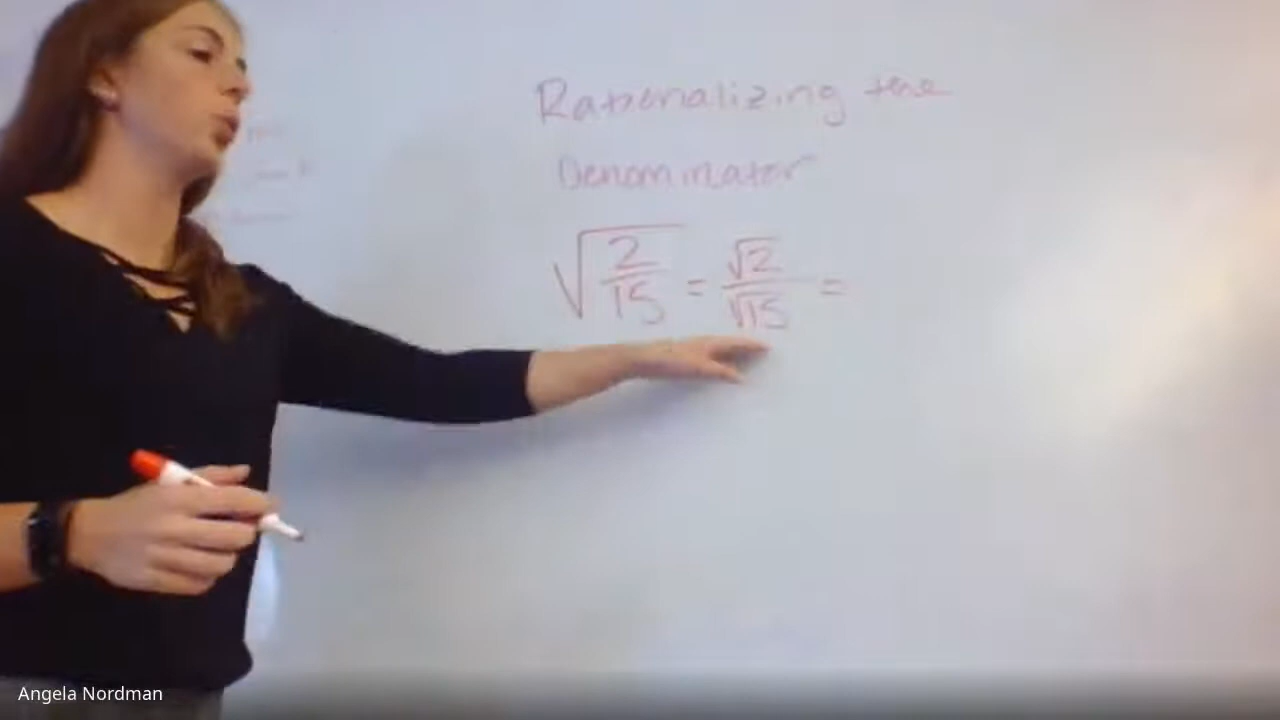 Rationalizing the
Denominator
√(2/15) = √2/√15 =
Angela Nordman